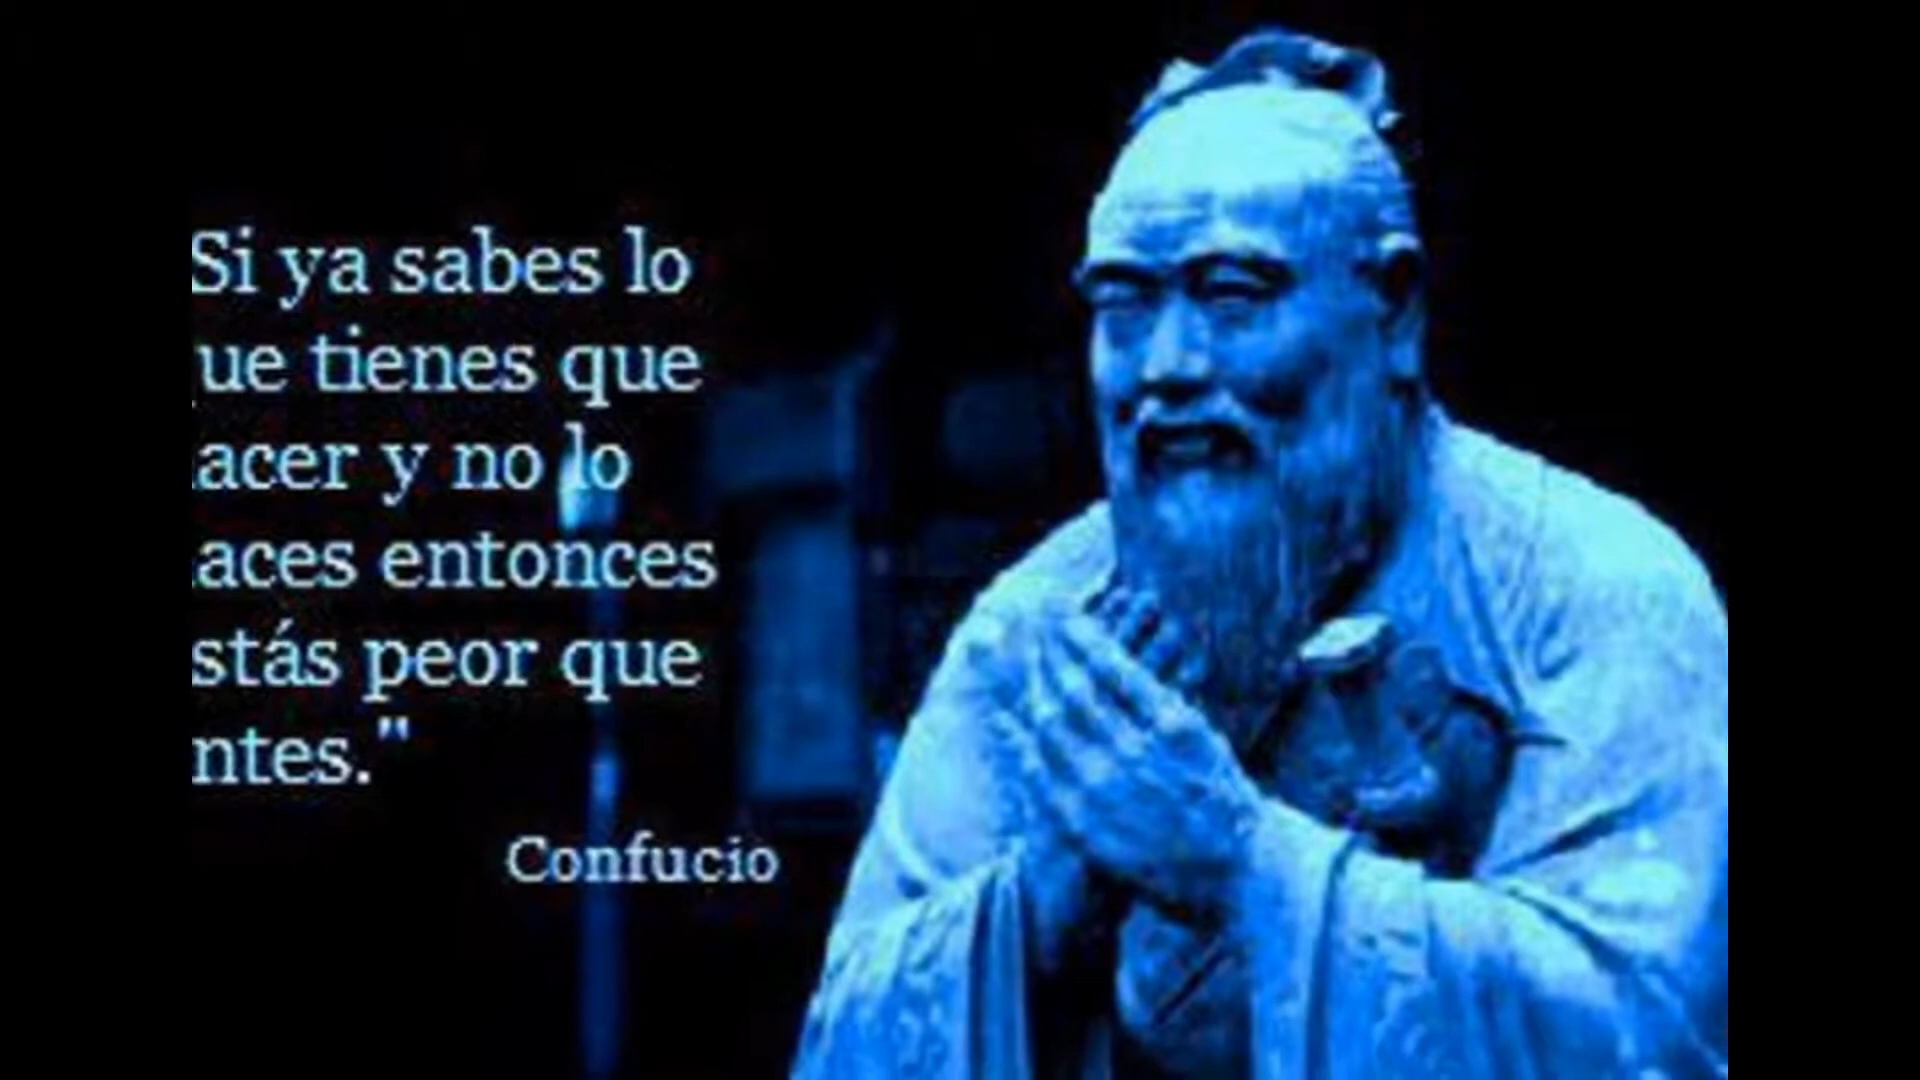 Si ya sabes lo
ue tienes que
acer y no lo
aces entonces
stás peor que
ntes."
Confucio